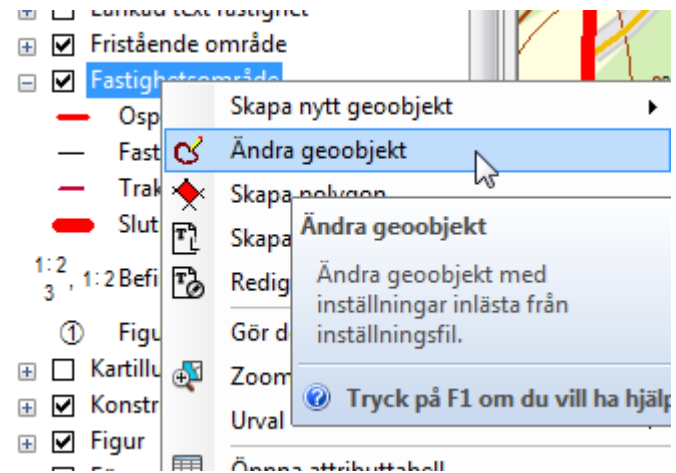 Fristående område
Fastighetsområde
Osp
Fast
Trak
Slut
1:2
3 , 1:2 Befi
① Figu
Kartillu
Konstr
Figur
Skapa nytt geoobjekt
Ändra geoobjekt
Skapa polygon
Skapa
Redig
Gör d
Zoom
Urval
Öppna attributtabell
Ändra geoobjekt
Ändra geoobjekt med
inställningar inlästa från
inställningsfil.
Tryck på F1 om du vill ha hjälp